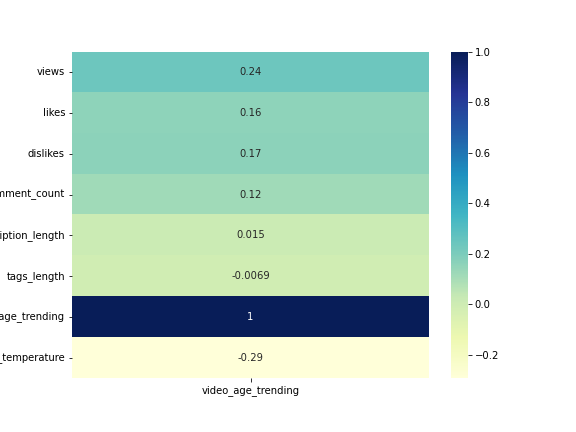 views
0.24
likes
0.16
dislikes
0.17
mment_count
0.12
iption_length
0.015
tags_length
-0.0069
age_trending
1
_temperature
-0.29
video_age_trending
1.0
0.8
0.6
0.4
0.2
0.0
−0.2